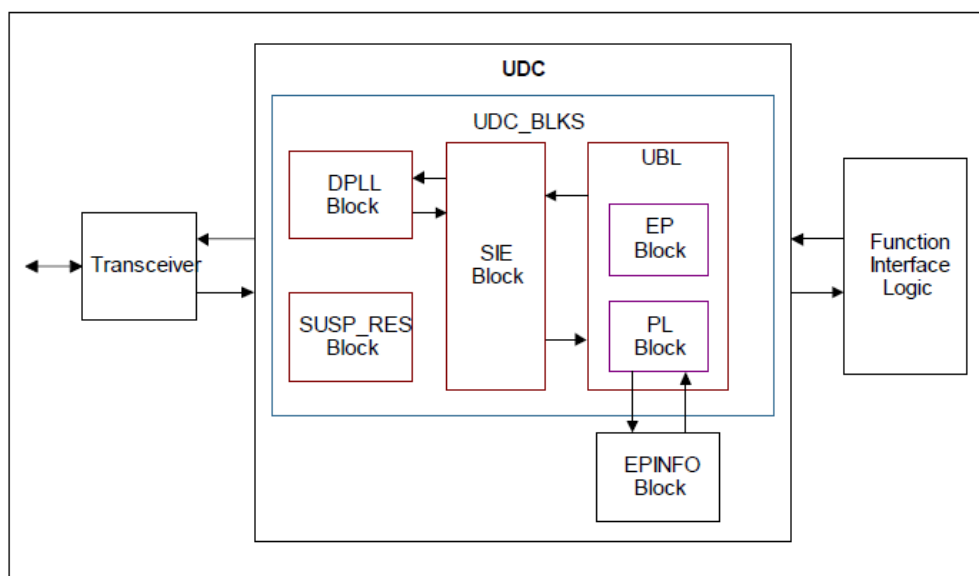 UDC
UDC_BLKS
DPLL
Block
SUSP_RES
Block
SIE
Block
UBL
EP
Block
PL
Block
EPINFO
Block
Transceiver
Function
Interface
Logic